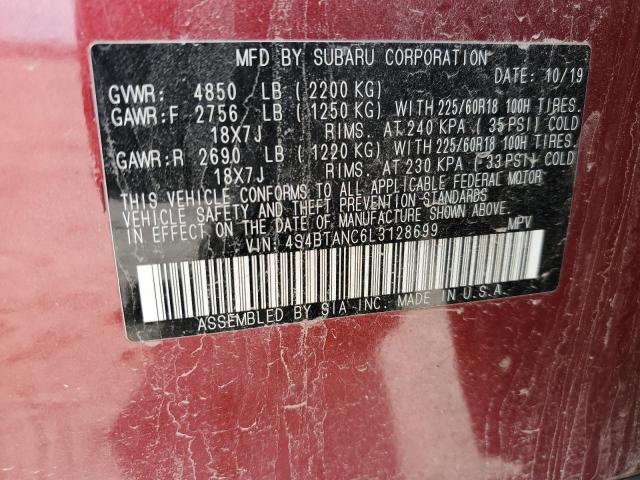 MFD BY SUBARU CORPORATION
DATE: 10/19
GVWR: 4850 LB (2200 KG)
GAWR:F 2756 LB (1250 KG) WITH 225/60R18 100H TIRES.
18X7J RIMS. AT 240 KPA (35 PSI) COLD
GAWR:R 2690 LB (1220 KG) WITH 225/60R18 100H TIRES.
18X7J RIMS. AT 230 KPA (33 PSI) COLD
THIS VEHICLE CONFORMS TO ALL APPLICABLE FEDERAL MOTOR
VEHICLE SAFETY AND THEFT PREVENTION STANDARDS
IN EFFECT ON THE DATE OF MANUFACTURE SHOWN ABOVE.
VIN: 4S4BTANC6L3128699 MPV
ASSEMBLED BY SIA INC. MADE IN U.S.A.